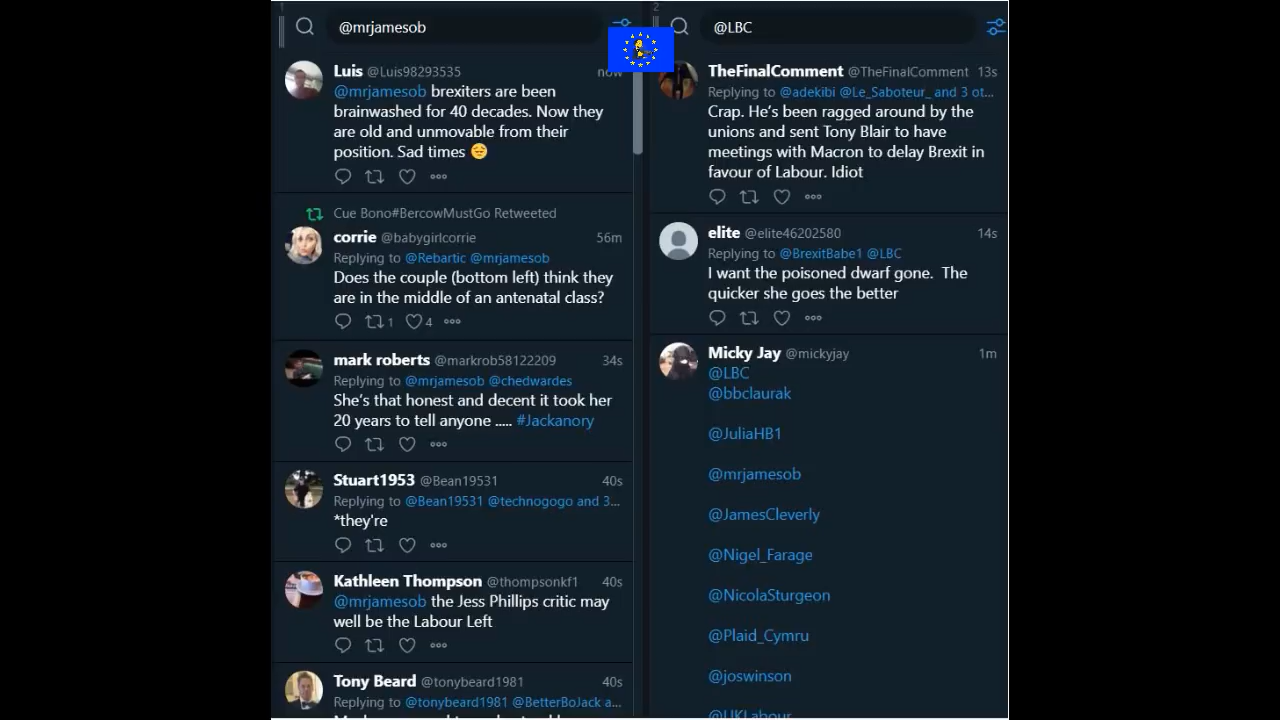 1
@mrjamesob
Luis @Luis98293535 now
@mrjamesob brexiters are been
brainwashed for 40 decades. Now they
are old and unmovable from their
position. Sad times 😔
Cue Bono#BercowMustGo Retweeted
corrie @babygirlcorrie 56m
Replying to @Rebartic @mrjamesob
Does the couple (bottom left) think they
are in the middle of an antenatal class?
1 4
mark roberts @markrob58122209 34s
Replying to @mrjamesob @chedwardes
She's that honest and decent it took her
20 years to tell anyone ..... #Jackanory
Stuart1953 @Bean19531 40s
Replying to @Bean19531 @technogogo and 3...
*they're
Kathleen Thompson @thompsonkf1 40s
@mrjamesob the Jess Phillips critic may
well be the Labour Left
Tony Beard @tonybeard1981 40s
Replying to @tonybeard1981 @BetterBoJack a...
2
@LBC
TheFinalComment @TheFinalComment 13s
Replying to @adekibi @Le_Saboteur_ and 3 ot...
Crap. He's been ragged around by the
unions and sent Tony Blair to have
meetings with Macron to delay Brexit in
favour of Labour. Idiot
elite @elite46202580 14s
Replying to @BrexitBabe1 @LBC
I want the poisoned dwarf gone. The
quicker she goes the better
Micky Jay @mickyjay 1m
@LBC
@bbclaurak
@JuliaHB1
@mrjamesob
@JamesCleverly
@Nigel_Farage
@NicolaSturgeon
@Plaid_Cymru
@joswinson
@UKLabour